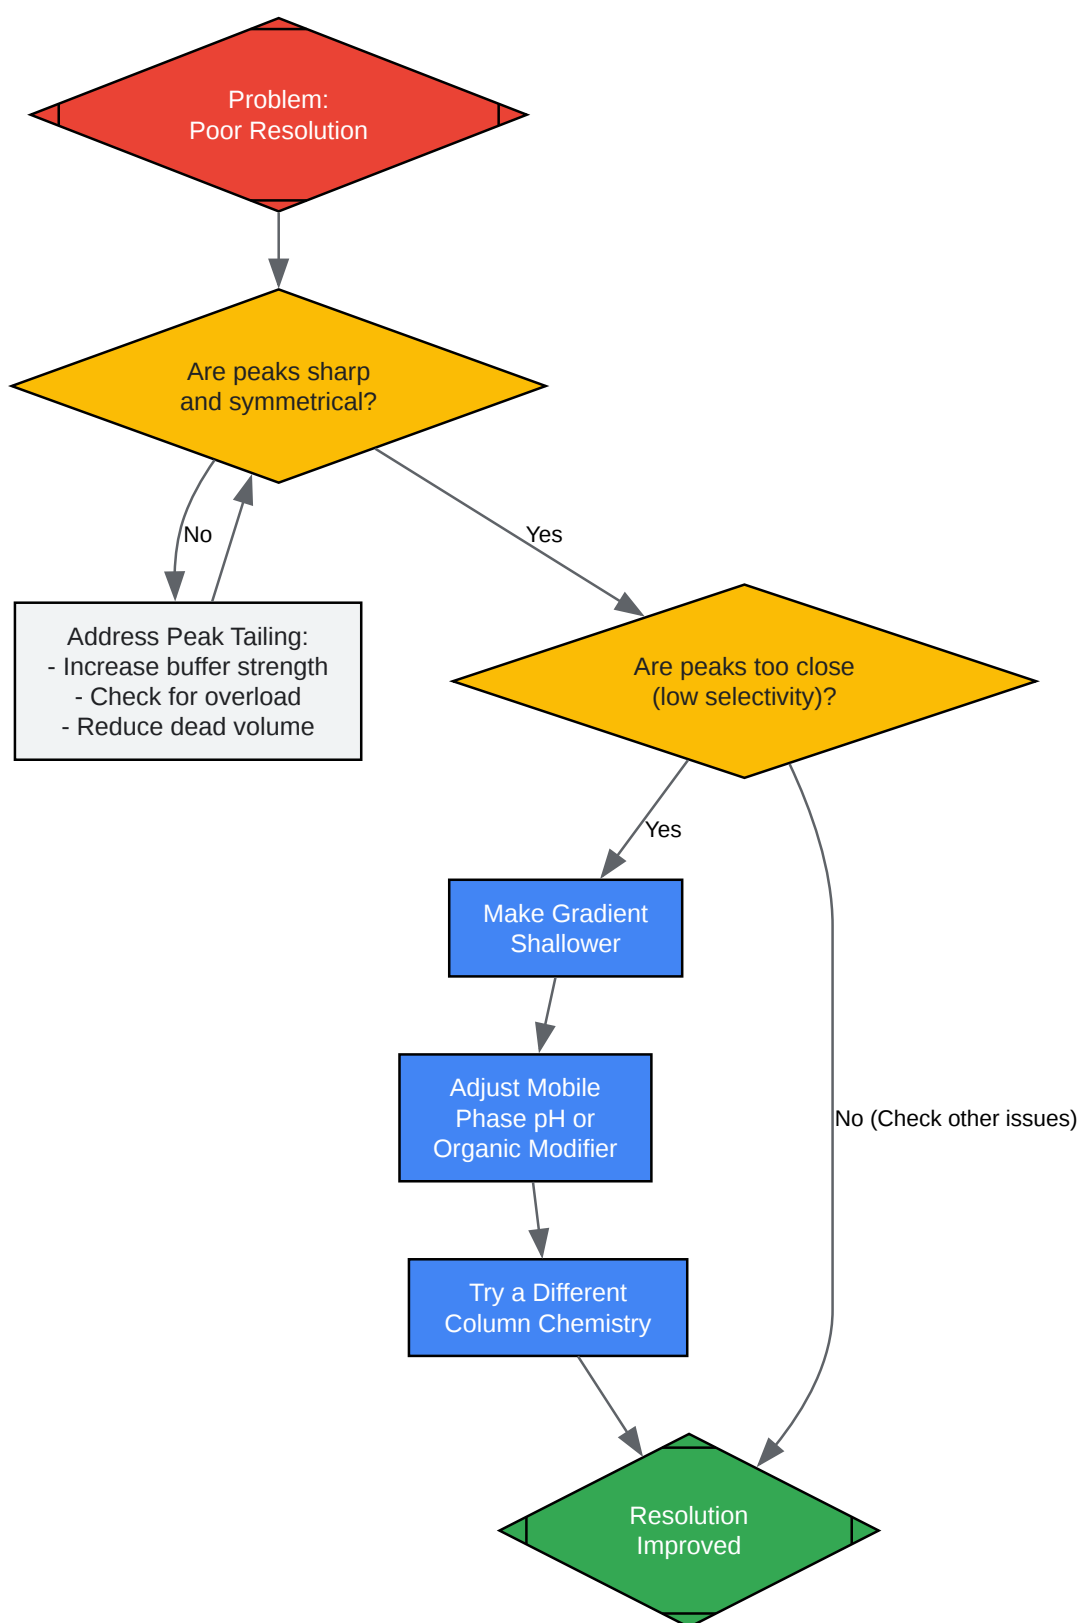 Problem:
Poor Resolution
Are peaks sharp
and symmetrical?
No
Yes
Address Peak Tailing:
- Increase buffer strength
- Check for overload
- Reduce dead volume
Are peaks too close
(low selectivity)?
Yes
Make Gradient
Shallower
Adjust Mobile
Phase pH or
Organic Modifier
No (Check other issues)
Try a Different
Column Chemistry
Resolution
Improved